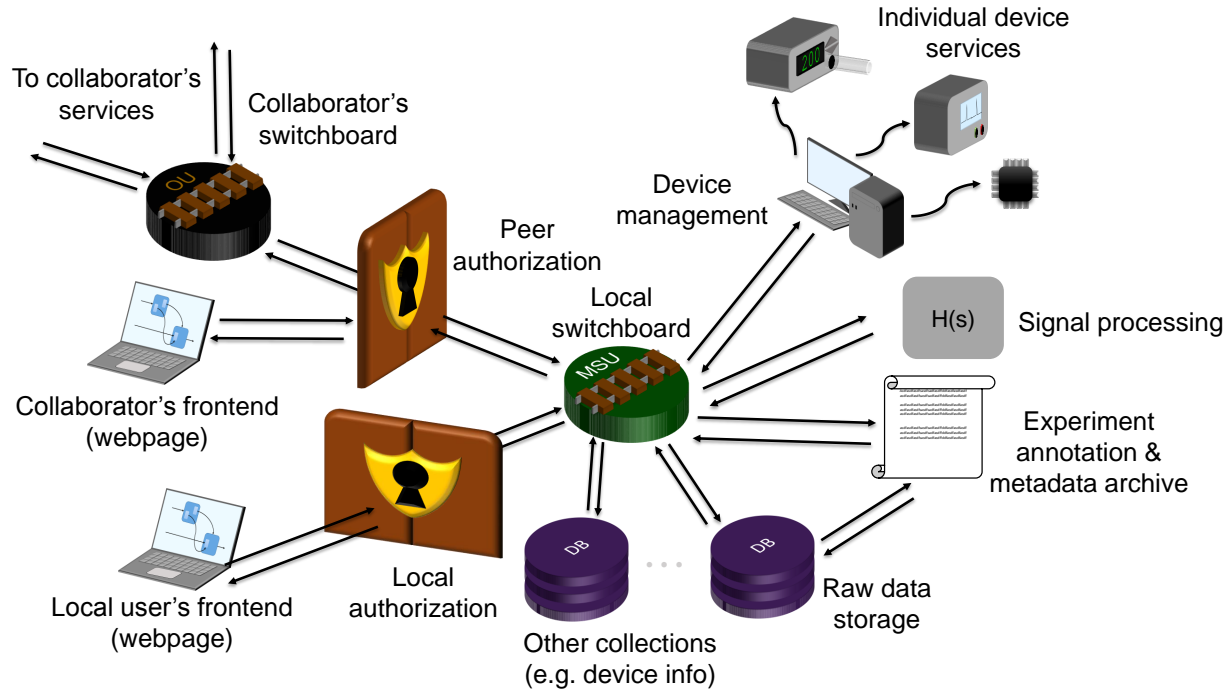 Individual device
services
200
To collaborator's
services
Collaborator's
switchboard
OU
Device
management
Peer
authorization
Local
switchboard
MSU
H(s)
Signal processing
Collaborator's frontend
(webpage)
Experiment
annotation &
metadata archive
DB
DB
Local user's frontend
(webpage)
Local
authorization
Raw data
storage
Other collections
(e.g. device info)